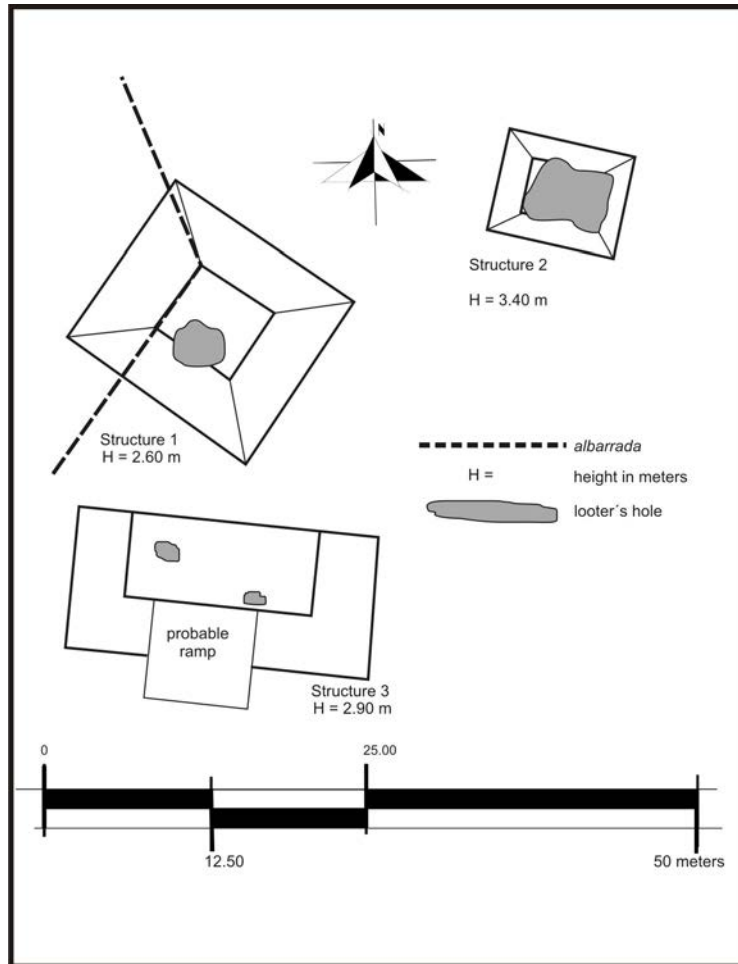 N
Structure 2
H = 3.40 m
Structure 1
H = 2.60 m
albarrada
H =
height in meters
looter´s hole
probable
ramp
Structure 3
H = 2.90 m
0
25.00
12.50
50 meters